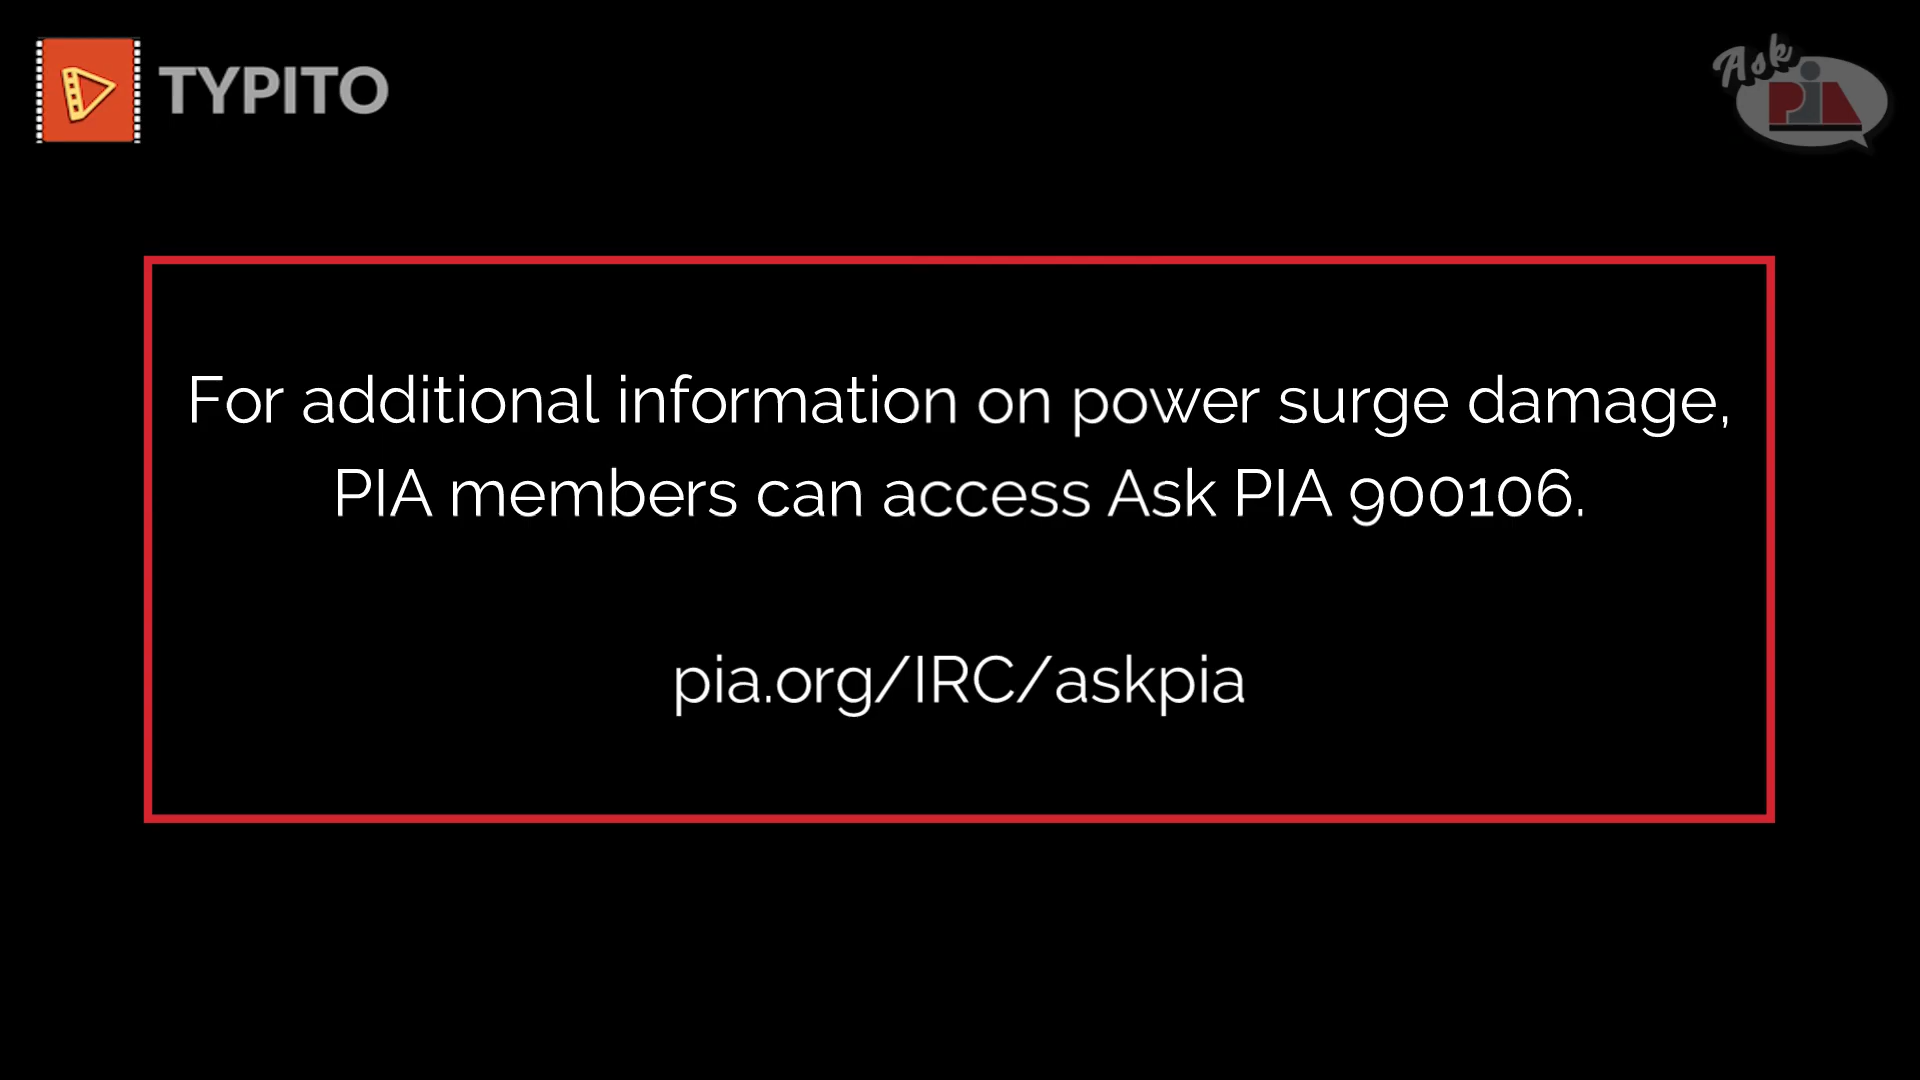 TYPITO
Ask
PIA
For additional information on power surge damage,
PIA members can access Ask PIA 900106.
pia.org/IRC/askpia